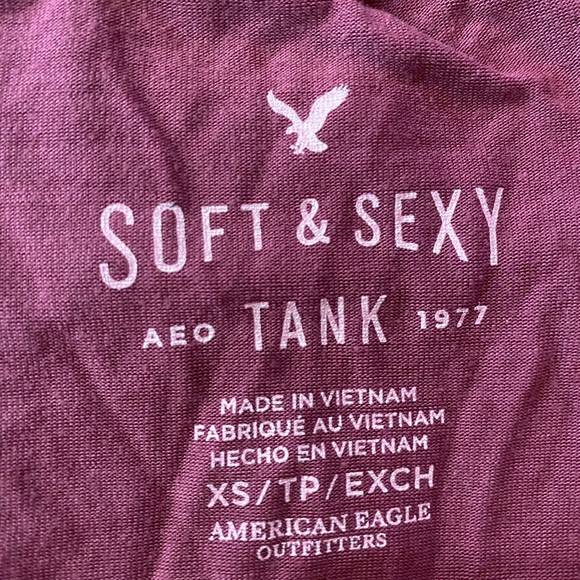 SOFT & SEXY
AEO TANK 1977
MADE IN VIETNAM
FABRIQUÉ AU VIETNAM
HECHO EN VIETNAM
XS/TP/EXCH
AMERICAN EAGLE
OUTFITTERS